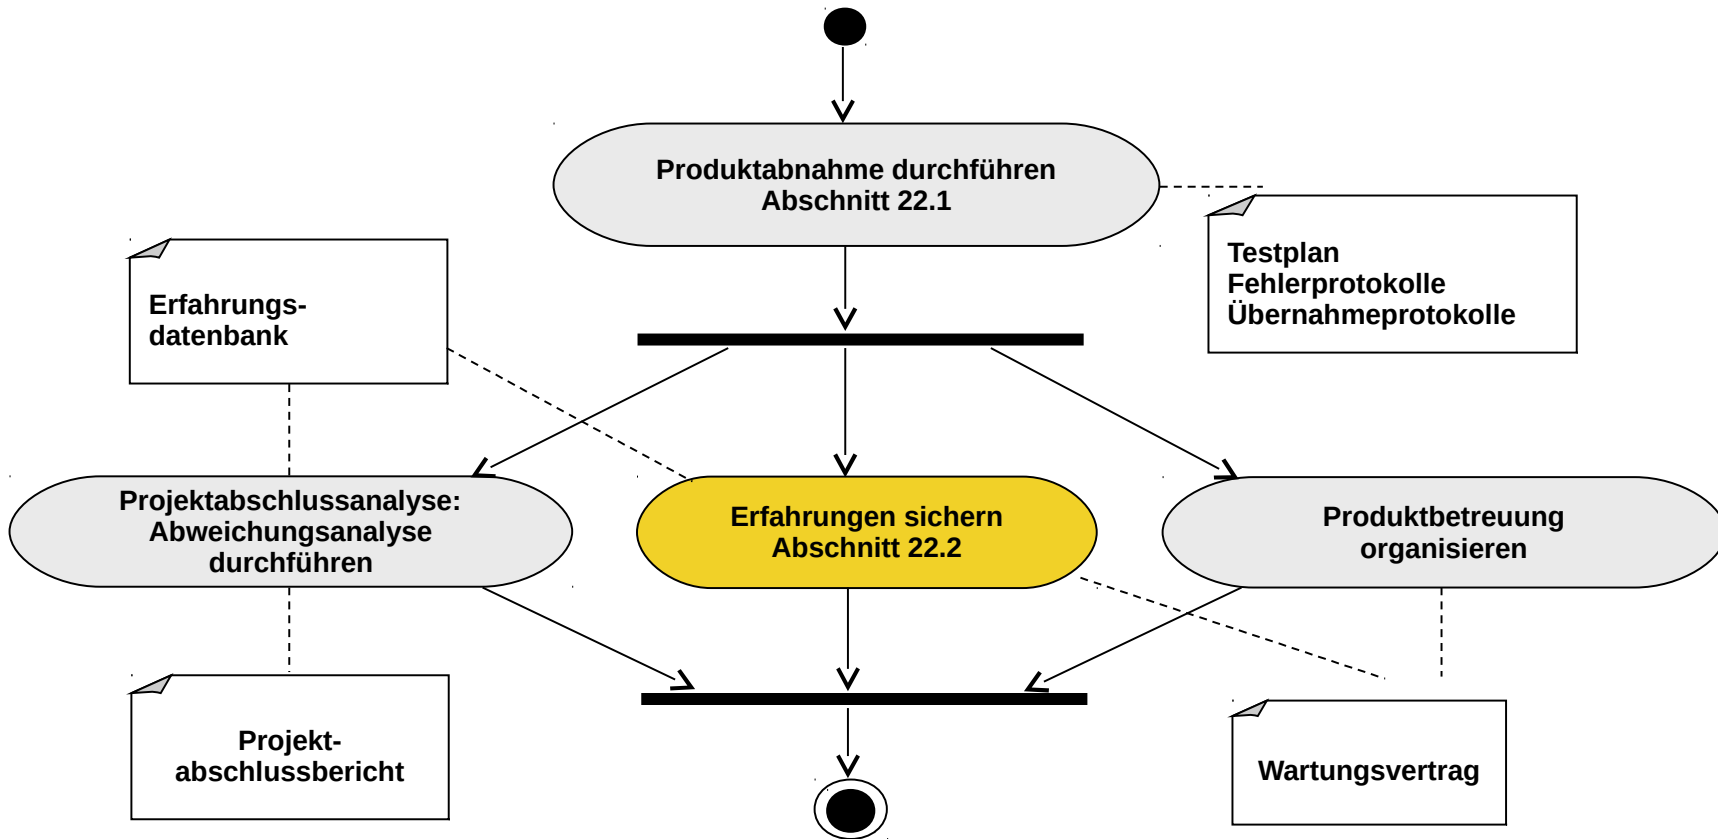 Produktabnahme durchführen
Abschnitt 22.1
Testplan
Fehlerprotokolle
Übernahmeprotokolle
Erfahrungs-
datenbank
Projektabschlussanalyse:
Abweichungsanalyse
durchführen
Erfahrungen sichern
Abschnitt 22.2
Produktbetreuung
organisieren
Projekt-
abschlussbericht
Wartungsvertrag